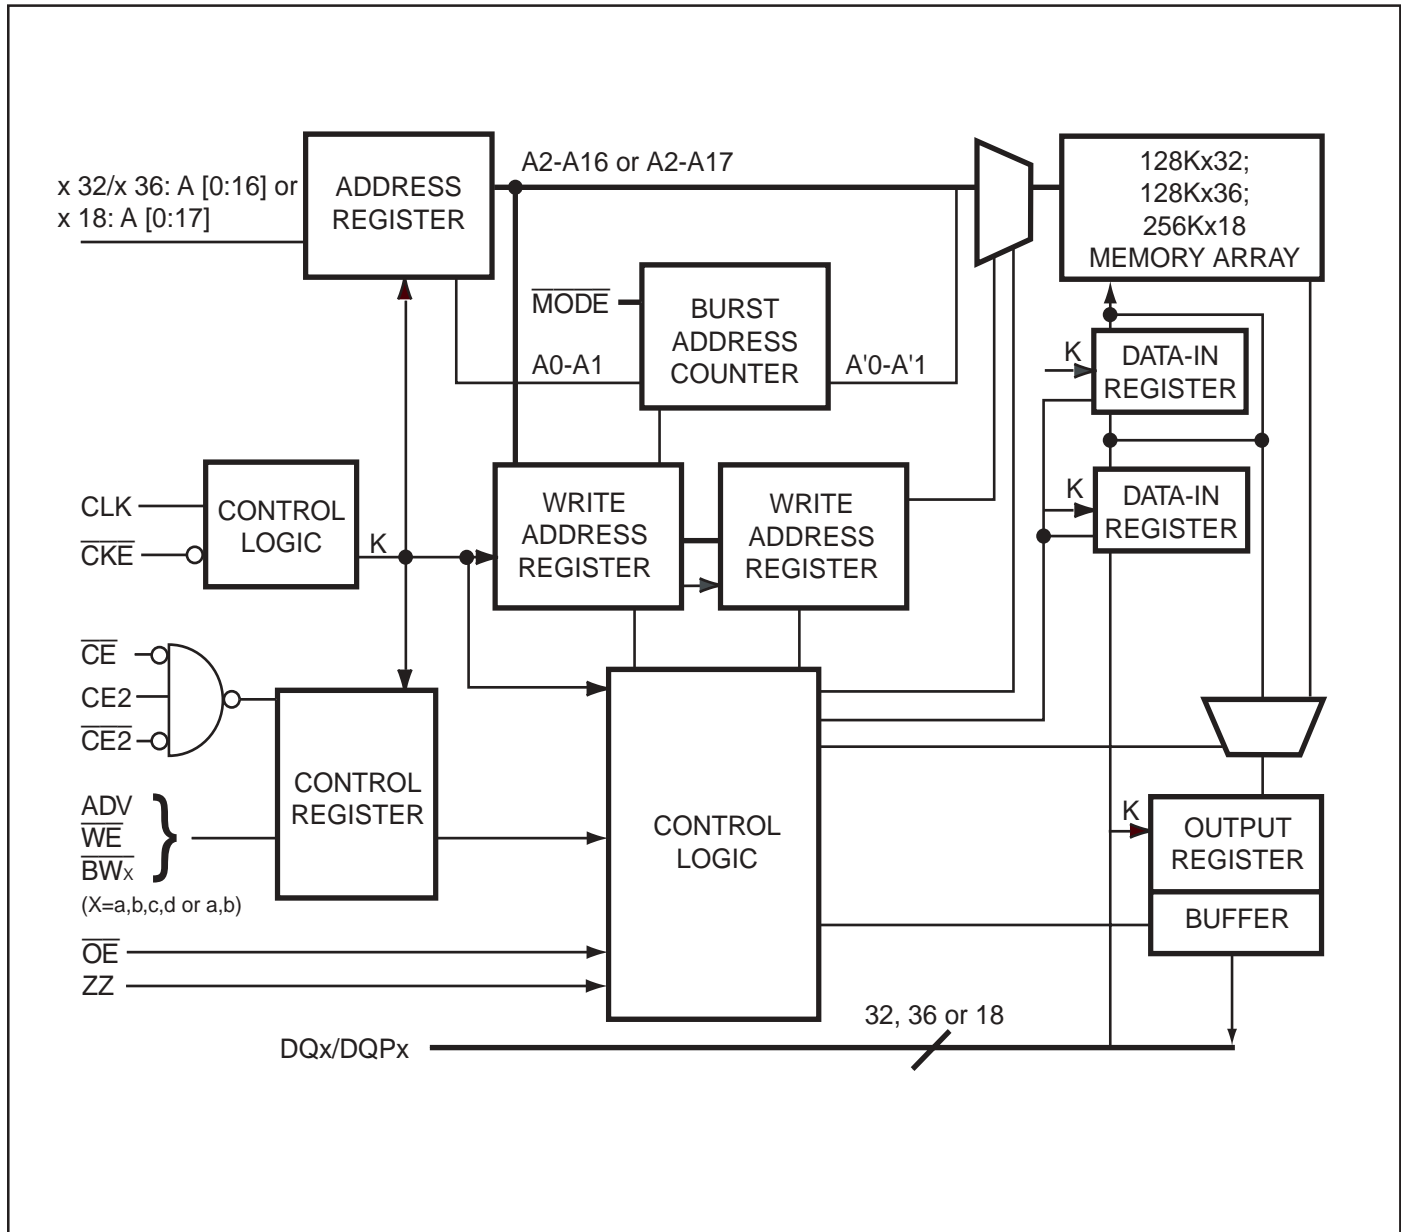 x 32/x 36: A [0:16] or
x 18: A [0:17]
ADDRESS
REGISTER
A2-A16 or A2-A17
128Kx32;
128Kx36;
256Kx18
MEMORY ARRAY
MODE
BURST
ADDRESS
COUNTER
A0-A1
A'0-A'1
K
DATA-IN
REGISTER
K
DATA-IN
REGISTER
CLK
CKE
CONTROL
LOGIC
K
WRITE
ADDRESS
REGISTER
WRITE
ADDRESS
REGISTER
CE
CE2
CE2
CONTROL
REGISTER
ADV
WE
BWx
(X=a,b,c,d or a,b)
CONTROL
LOGIC
K
OUTPUT
REGISTER
BUFFER
OE
ZZ
32, 36 or 18
DQx/DQPx